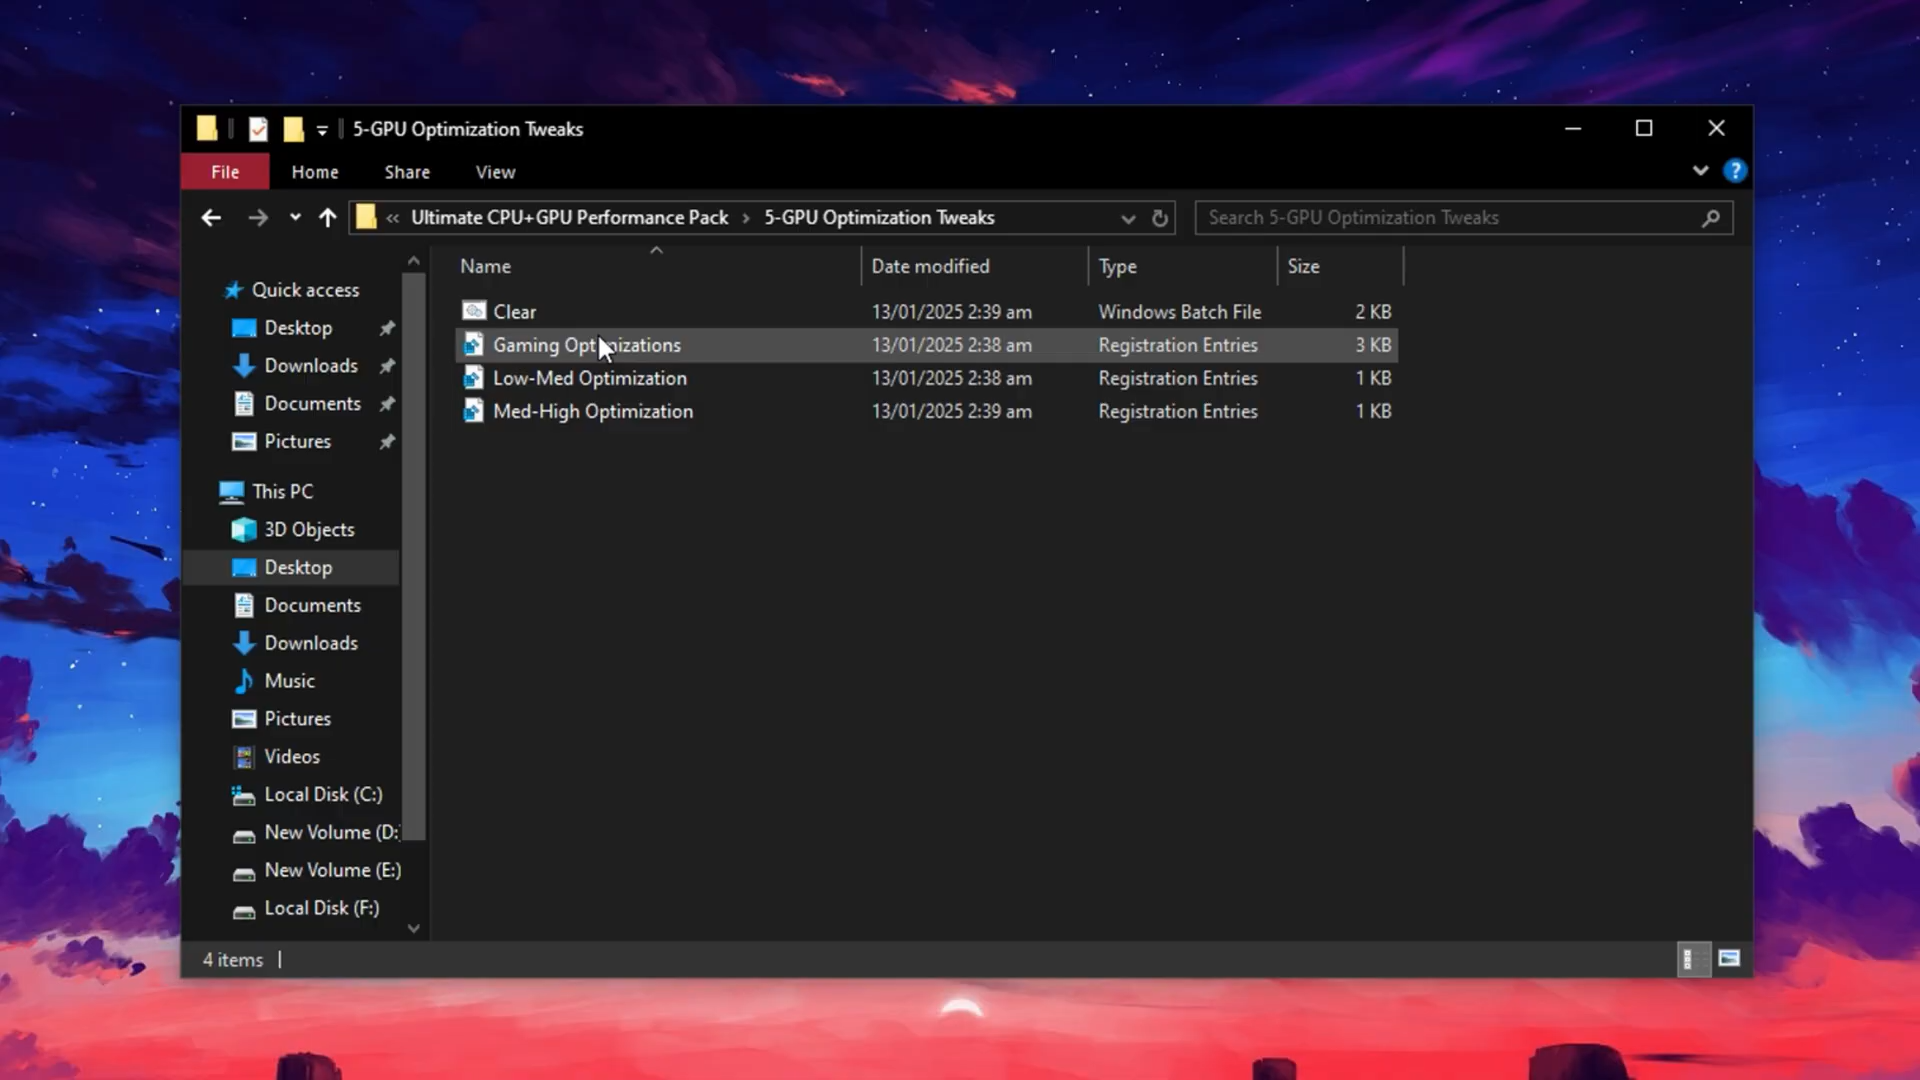 5-GPU Optimization Tweaks
File Home Share View
?
« Ultimate CPU+GPU Performance Pack › 5-GPU Optimization Tweaks
Search 5-GPU Optimization Tweaks
Quick access
Desktop
Downloads
Documents
Pictures
This PC
3D Objects
Desktop
Documents
Downloads
Music
Pictures
Videos
Local Disk (C:)
New Volume (D:)
New Volume (E:)
Local Disk (F:)
Name Date modified Type Size
Clear 13/01/2025 2:39 am Windows Batch File 2 KB
Gaming Optimizations 13/01/2025 2:38 am Registration Entries 3 KB
Low-Med Optimization 13/01/2025 2:38 am Registration Entries 1 KB
Med-High Optimization 13/01/2025 2:39 am Registration Entries 1 KB
4 items